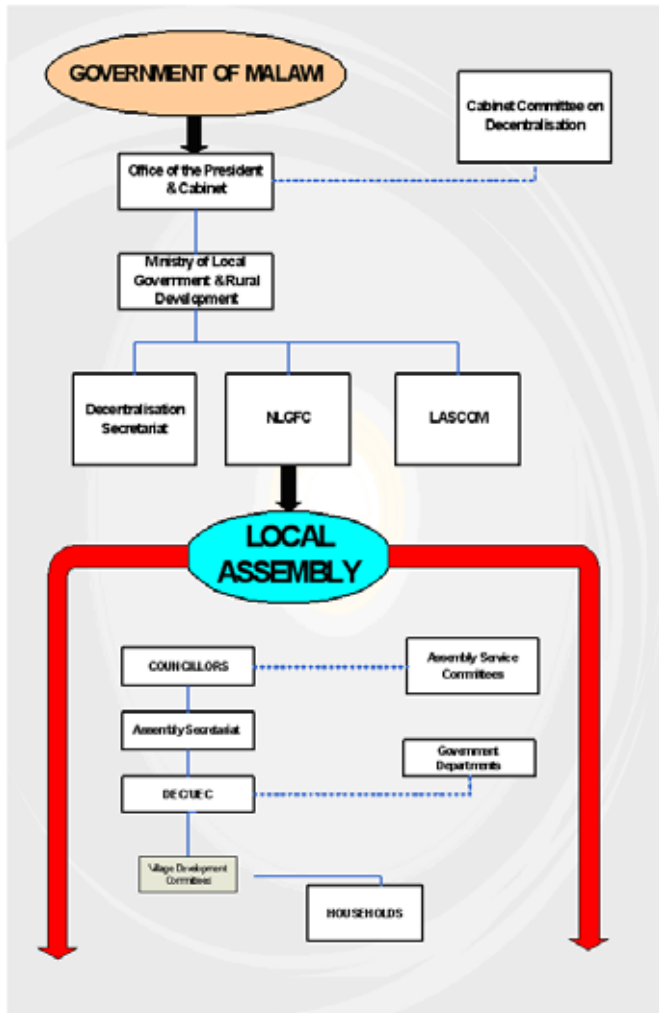 GOVERNMENT OF MALAWI
Cabinet Committee on
Decentralisation
Office of the President
& Cabinet
Ministry of Local
Government & Rural
Development
Decentralisation
Secretariat
NLGFC
LASCOM
LOCAL
ASSEMBLY
COUNCILLORS
Assembly Service
Committees
Assembly Secretariat
Government
Departments
DEC/UEC
Village Development
Committees
HOUSEHOLDS